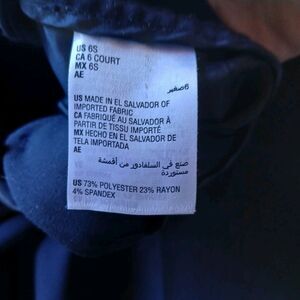 US 6S
CA 6 COURT
MX 6S
AE
6صغير
US MADE IN EL SALVADOR OF
IMPORTED FABRIC
CA FABRIQUÉ AU SALVADOR À
PARTIR DE TISSU IMPORTÉ
MX HECHO EN EL SALVADOR DE
TELA IMPORTADA
AE
صنع في السلفادور من أقمشة
مستوردة
US 73% POLYESTER 23% RAYON
4% SPANDEX